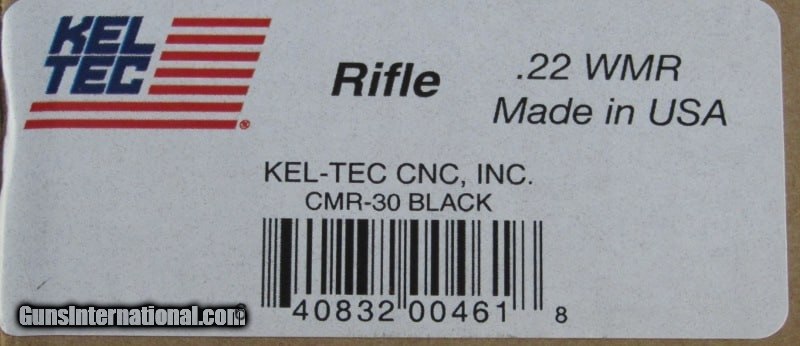 KEL
TEC
®
Rifle
.22 WMR
Made in USA
KEL-TEC CNC, INC.
CMR-30 BLACK
40832 00461 8
GunsInternational.com